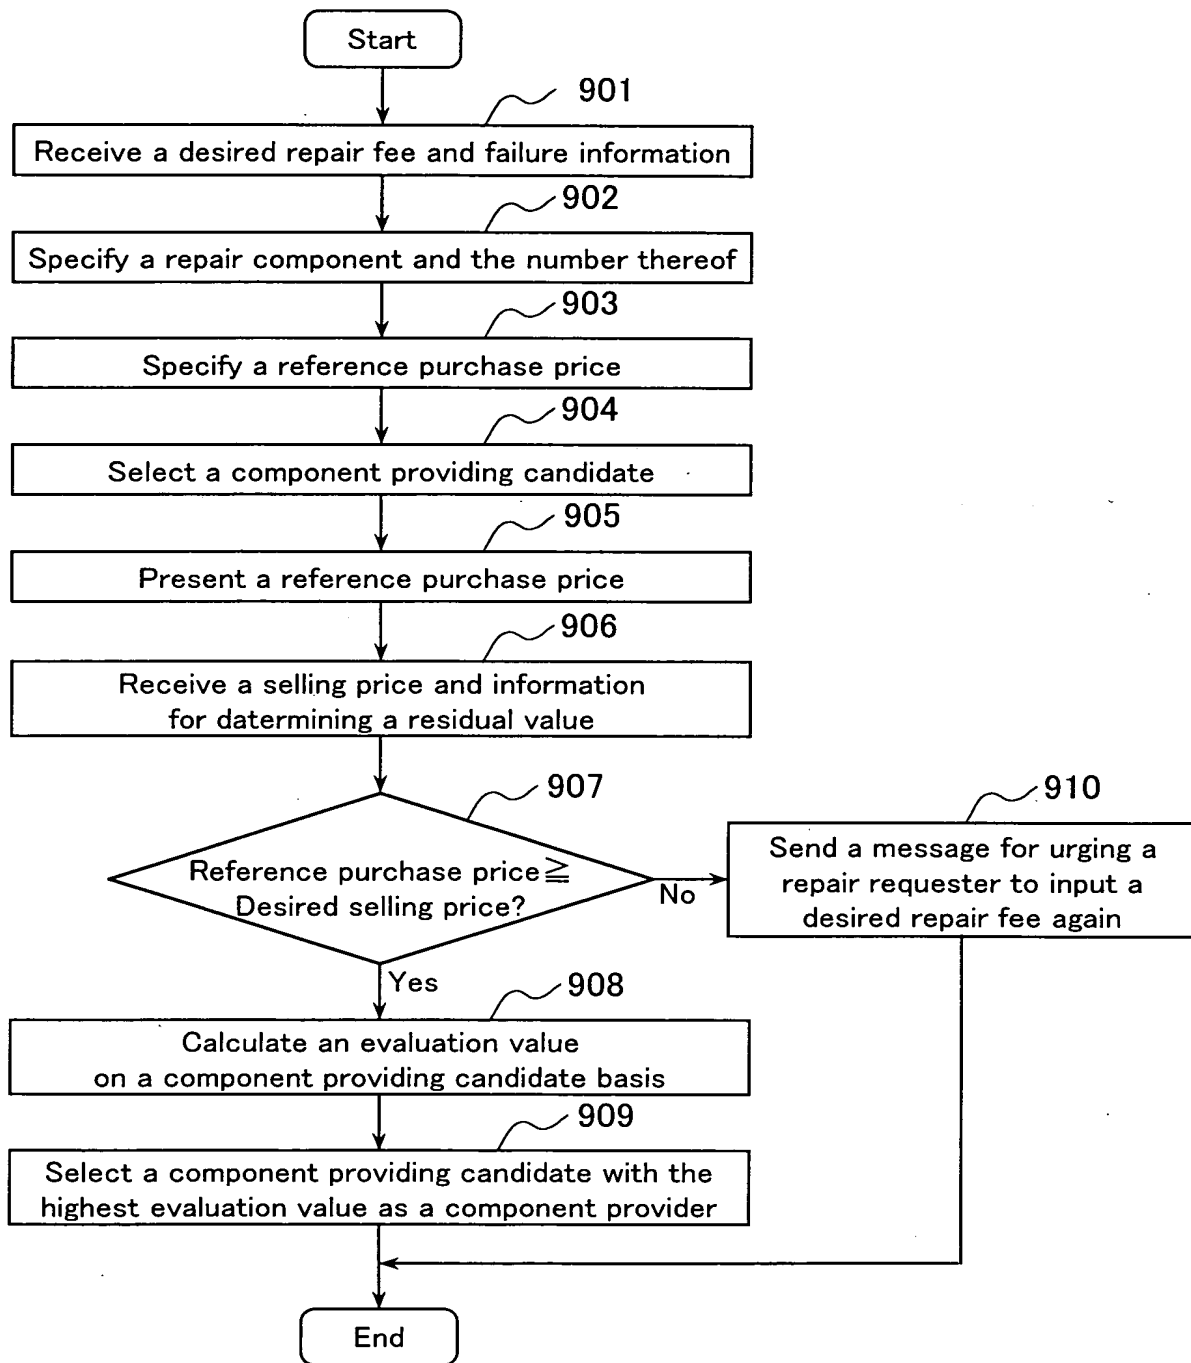 Start
901
Receive a desired repair fee and failure information
902
Specify a repair component and the number thereof
903
Specify a reference purchase price
904
Select a component providing candidate
905
Present a reference purchase price
906
Receive a selling price and information
for datermining a residual value
907
Reference purchase price≧
Desired selling price?
No
910
Send a message for urging a
repair requester to input a
desired repair fee again
Yes
908
Calculate an evaluation value
on a component providing candidate basis
909
Select a component providing candidate with the
highest evaluation value as a component provider
End